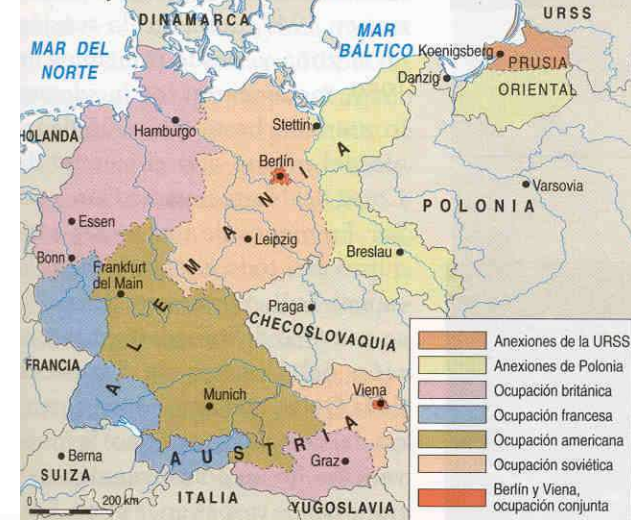 DINAMARCA
URSS
MAR DEL
NORTE
MAR
BÁLTICO
Koenigsberg
PRUSIA
ORIENTAL
Danzig
HOLANDA
Hamburgo
Stettin
Berlín
Varsovia
POLONIA
Essen
Leipzig
Breslau
Bonn
Frankfurt
del Main
ALEMANIA
Praga
CHECOSLOVAQUIA
FRANCIA
Munich
Viena
AUSTRIA
Graz
Berna
SUIZA
ITALIA
YUGOSLAVIA
0 200 km
Anexiones de la URSS
Anexiones de Polonia
Ocupación británica
Ocupación francesa
Ocupación americana
Ocupación soviética
Berlín y Viena,
ocupación conjunta